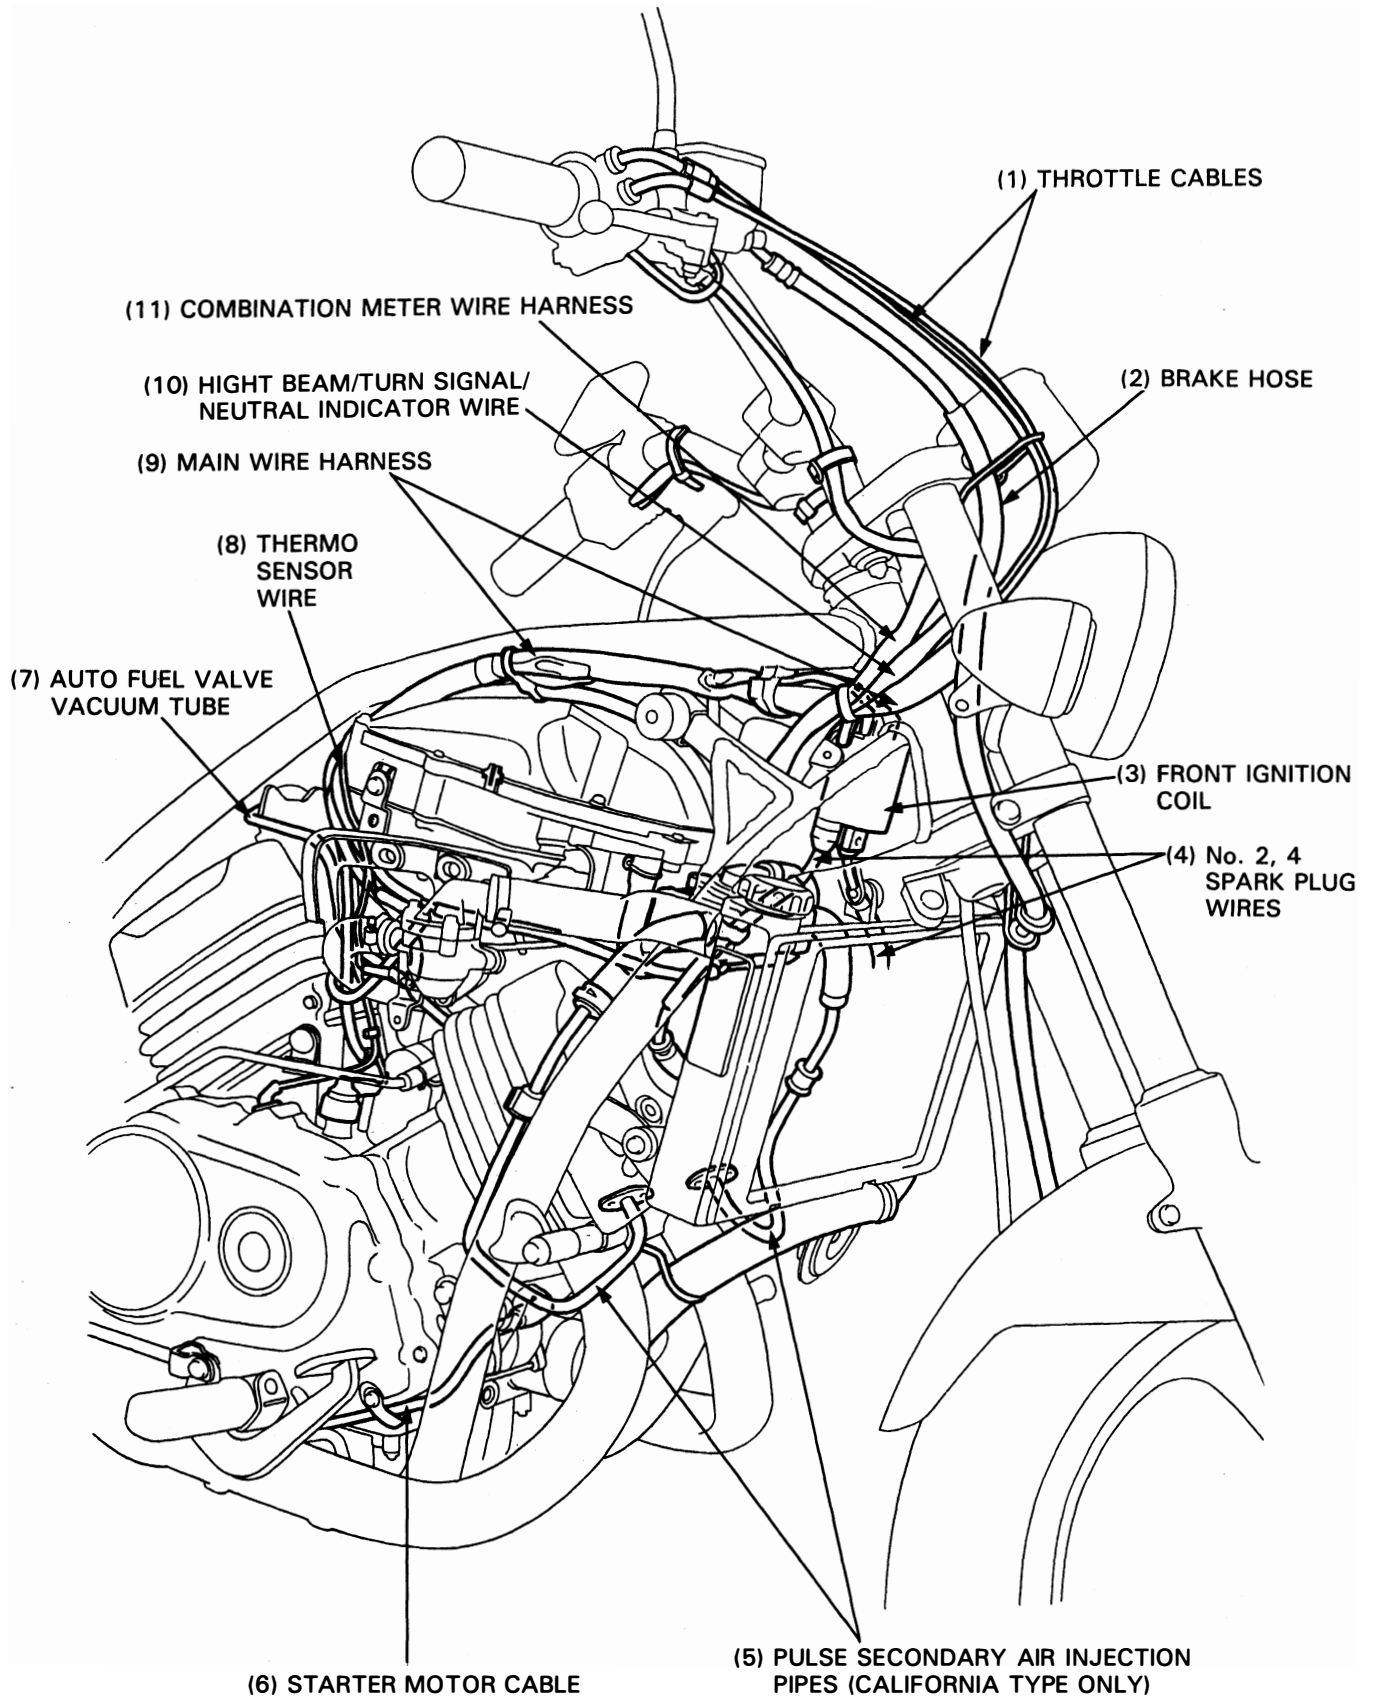 (1) THROTTLE CABLES
(11) COMBINATION METER WIRE HARNESS
(10) HIGHT BEAM/TURN SIGNAL/
NEUTRAL INDICATOR WIRE
(2) BRAKE HOSE
(9) MAIN WIRE HARNESS
(8) THERMO
SENSOR
WIRE
(7) AUTO FUEL VALVE
VACUUM TUBE
(3) FRONT IGNITION
COIL
(4) No. 2, 4
SPARK PLUG
WIRES
(5) PULSE SECONDARY AIR INJECTION
PIPES (CALIFORNIA TYPE ONLY)
(6) STARTER MOTOR CABLE